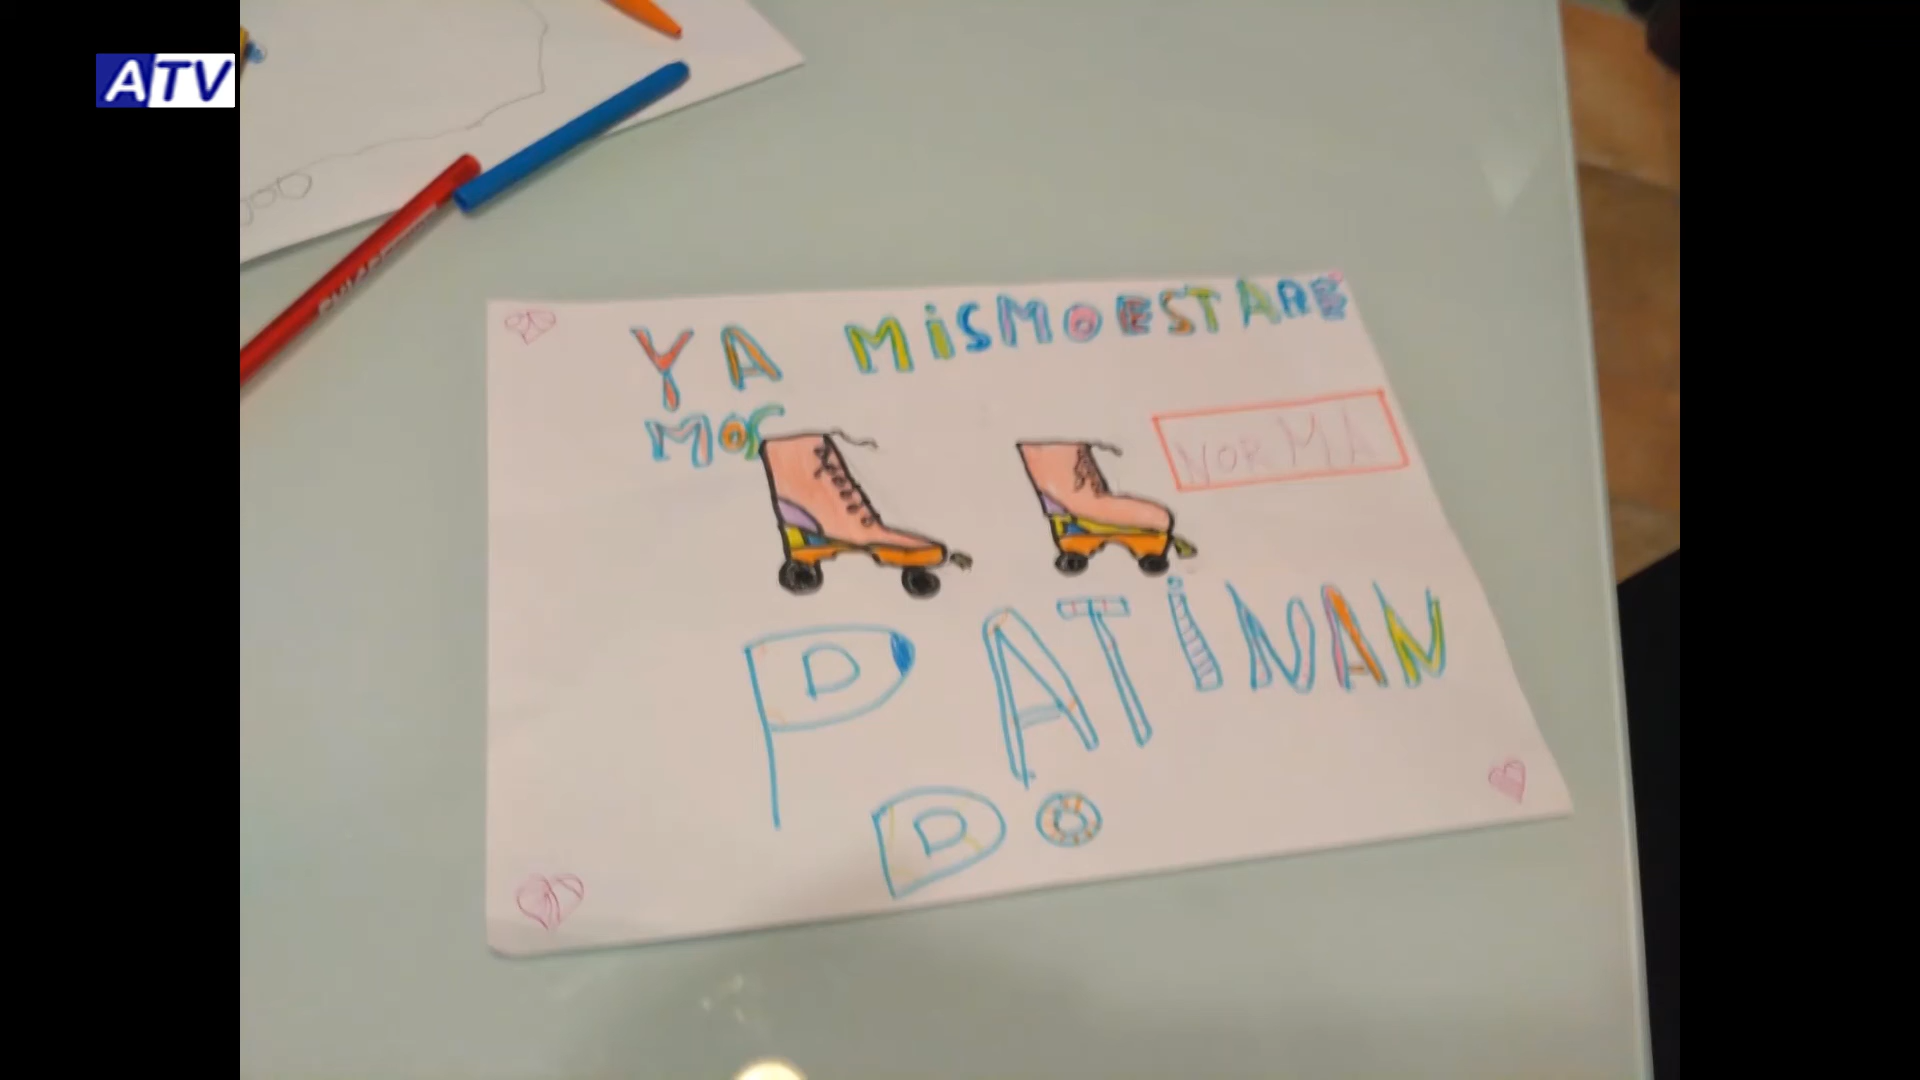 ATV
YA MiSMO ESTARE
MOS
NORMA
PATiNAN
DO